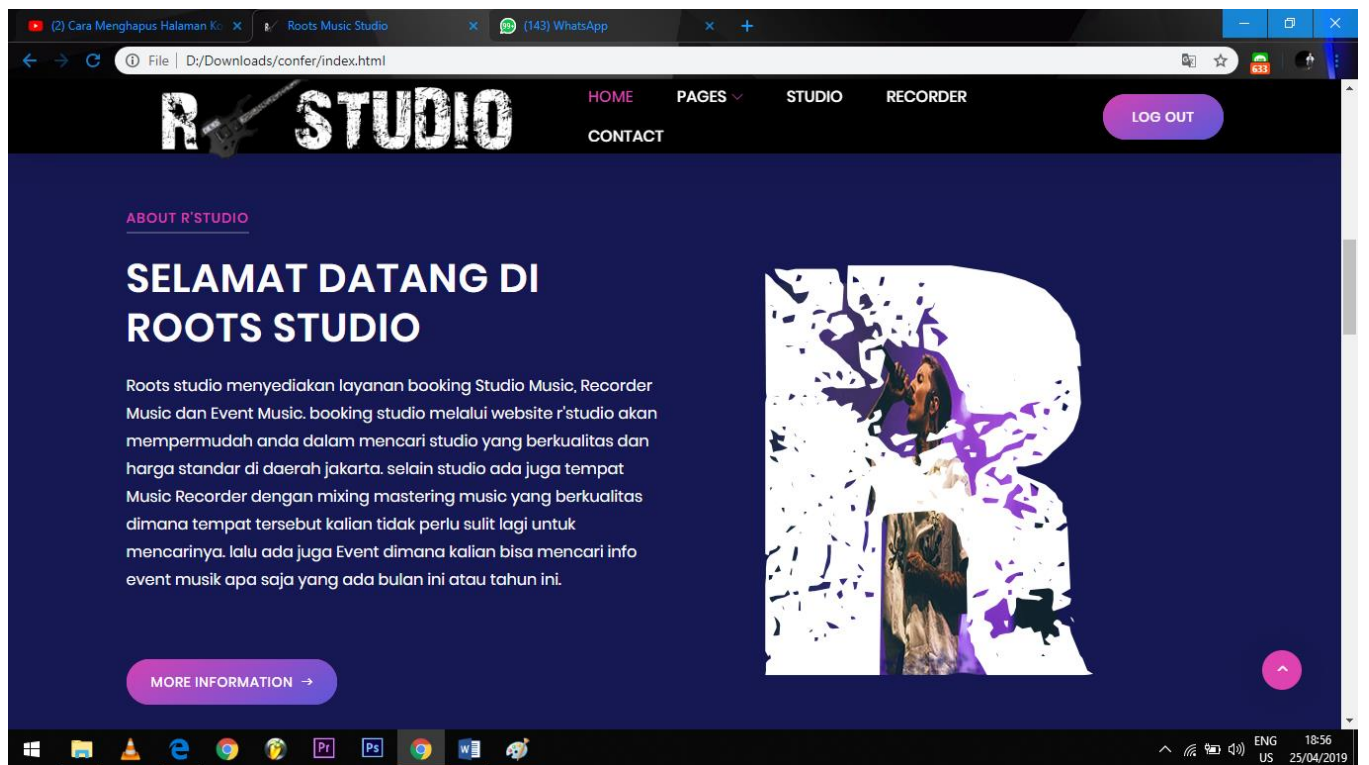 (2) Cara Menghapus Halaman Ko
Roots Music Studio
(143) WhatsApp
File D:/Downloads/confer/index.html
633
R STUDIO
HOME PAGES STUDIO RECORDER
CONTACT
LOG OUT
ABOUT R'STUDIO
SELAMAT DATANG DI
ROOTS STUDIO
Roots studio menyediakan layanan booking Studio Music, Recorder
Music dan Event Music. booking studio melalui website r'studio akan
mempermudah anda dalam mencari studio yang berkualitas dan
harga standar di daerah jakarta. selain studio ada juga tempat
Music Recorder dengan mixing mastering music yang berkualitas
dimana tempat tersebut kalian tidak perlu sulit lagi untuk
mencarinya. lalu ada juga Event dimana kalian bisa mencari info
event musik apa saja yang ada bulan ini atau tahun ini.
MORE INFORMATION →
R
Pr Ps
ENG 18:56
US 25/04/2019